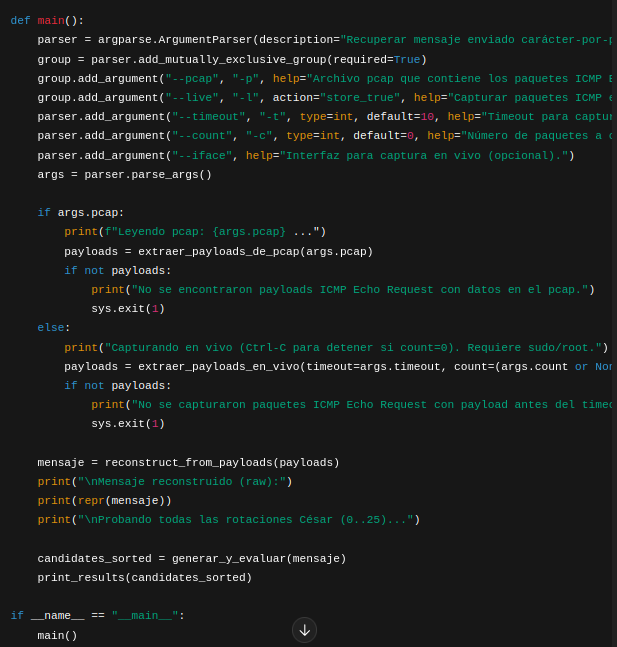 def main():
    parser = argparse.ArgumentParser(description="Recuperar mensaje enviado carácter-por-
    group = parser.add_mutually_exclusive_group(required=True)
    group.add_argument("--pcap", "-p", help="Archivo pcap que contiene los paquetes ICMP
    group.add_argument("--live", "-l", action="store_true", help="Capturar paquetes ICMP
    parser.add_argument("--timeout", "-t", type=int, default=10, help="Timeout para
    parser.add_argument("--count", "-c", type=int, default=0, help="Número de paquetes a
    parser.add_argument("--iface", help="Interfaz para captura en vivo (opcional).")
    args = parser.parse_args()

    if args.pcap:
        print(f"Leyendo pcap: {args.pcap} ...")
        payloads = extraer_payloads_de_pcap(args.pcap)
        if not payloads:
            print("No se encontraron payloads ICMP Echo Request con datos en el pcap.")
            sys.exit(1)
    else:
        print("Capturando en vivo (Ctrl-C para detener si count=0). Requiere sudo/root.")
        payloads = extraer_payloads_en_vivo(timeout=args.timeout, count=(args.count or
        if not payloads:
            print("No se capturaron paquetes ICMP Echo Request con payload antes del
            sys.exit(1)

    mensaje = reconstruct_from_payloads(payloads)
    print("\nMensaje reconstruido (raw):")
    print(repr(mensaje))
    print("\nProbando todas las rotaciones César (0..25)...")

    candidates_sorted = generar_y_evaluar(mensaje)
    print_results(candidates_sorted)

if __name__ == "__main__":
    main()